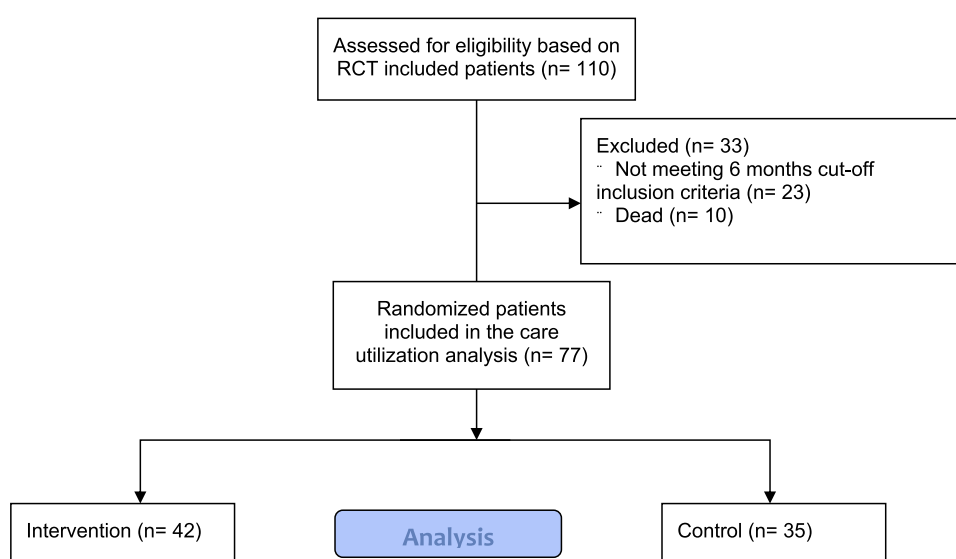 Assessed for eligibility based on
RCT included patients (n= 110)
Excluded (n= 33)
¨ Not meeting 6 months cut-off
inclusion criteria (n= 23)
¨ Dead (n= 10)
Randomized patients
included in the care
utilization analysis (n= 77)
Intervention (n= 42)
Analysis
Control (n= 35)